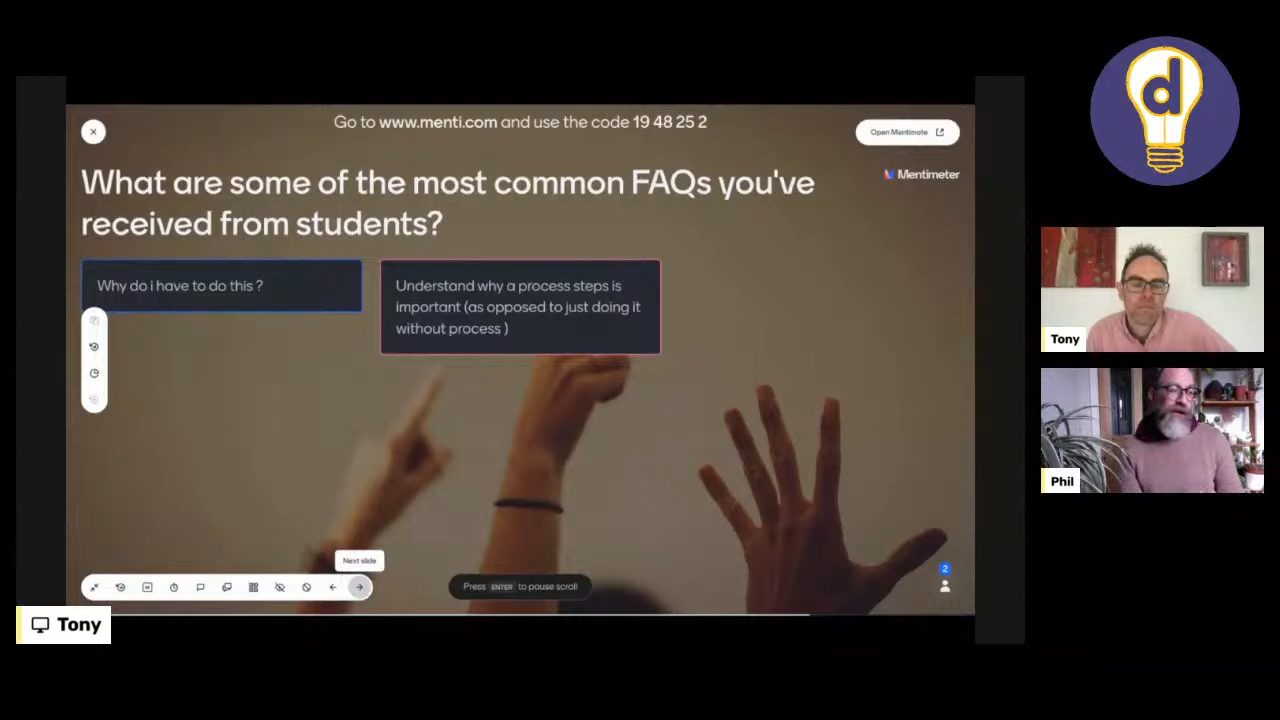 Go to www.menti.com and use the code 19 48 25 2
Open Mentimote
Mentimeter
What are some of the most common FAQs you've
received from students?
Why do i have to do this ?
Understand why a process steps is
important (as opposed to just doing it
without process )
Next slide
Press ENTER to pause scroll
2
Tony
Tony
Phil
d